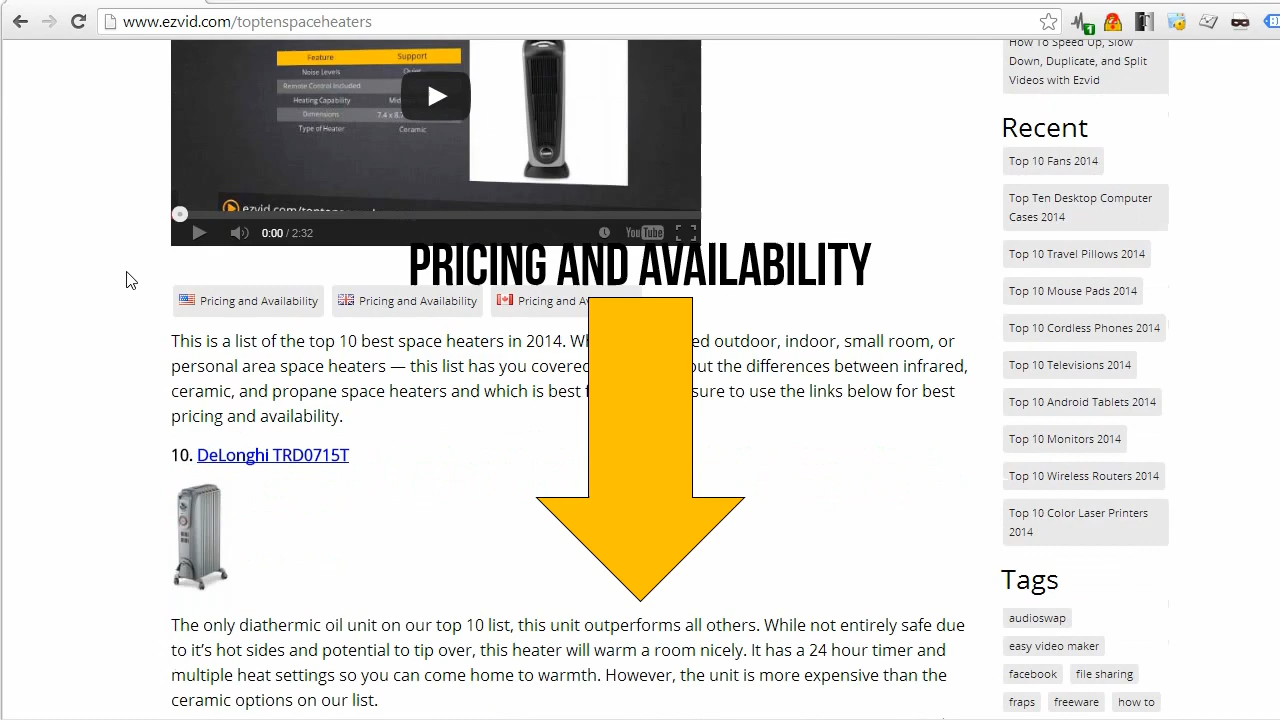 www.ezvid.com/toptenspaceheaters
1
Feature Support
Noise Levels
Remote Control Included
Heating Capability
Dimensions 7.4 x 8.
Type of Heater Ceramic
0:00 / 2:32
YouTube
PRICING AND AVAILABILITY
Pricing and Availability Pricing and Availability Pricing and
This is a list of the top 10 best space heaters in 2014. outdoor, indoor, small room, or
personal area space heaters — this list has you covered the differences between infrared,
ceramic, and propane space heaters and which is best sure to use the links below for best
pricing and availability.
10. DeLonghi TRD0715T
The only diathermic oil unit on our top 10 list, this unit outperforms all others. While not entirely safe due
to it's hot sides and potential to tip over, this heater will warm a room nicely. It has a 24 hour timer and
multiple heat settings so you can come home to warmth. However, the unit is more expensive than the
ceramic options on our list.
How To Speed Up, Slow
Down, Duplicate, and Split
Videos with Ezvid
Recent
Top 10 Fans 2014
Top Ten Desktop Computer
Cases 2014
Top 10 Travel Pillows 2014
Top 10 Mouse Pads 2014
Top 10 Cordless Phones 2014
Top 10 Televisions 2014
Top 10 Android Tablets 2014
Top 10 Monitors 2014
Top 10 Wireless Routers 2014
Top 10 Color Laser Printers
2014
Tags
audioswap
easy video maker
facebook file sharing
fraps freeware how to